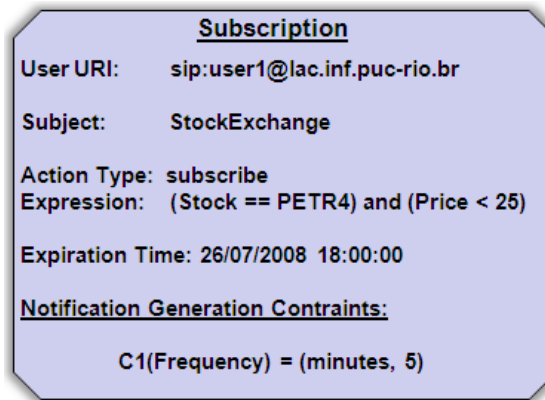 Subscription
User URI: sip:user1@lac.inf.puc-rio.br
Subject: StockExchange
Action Type: subscribe
Expression: (Stock == PETR4) and (Price < 25)
Expiration Time: 26/07/2008 18:00:00
Notification Generation Contraints:
C1(Frequency) = (minutes, 5)